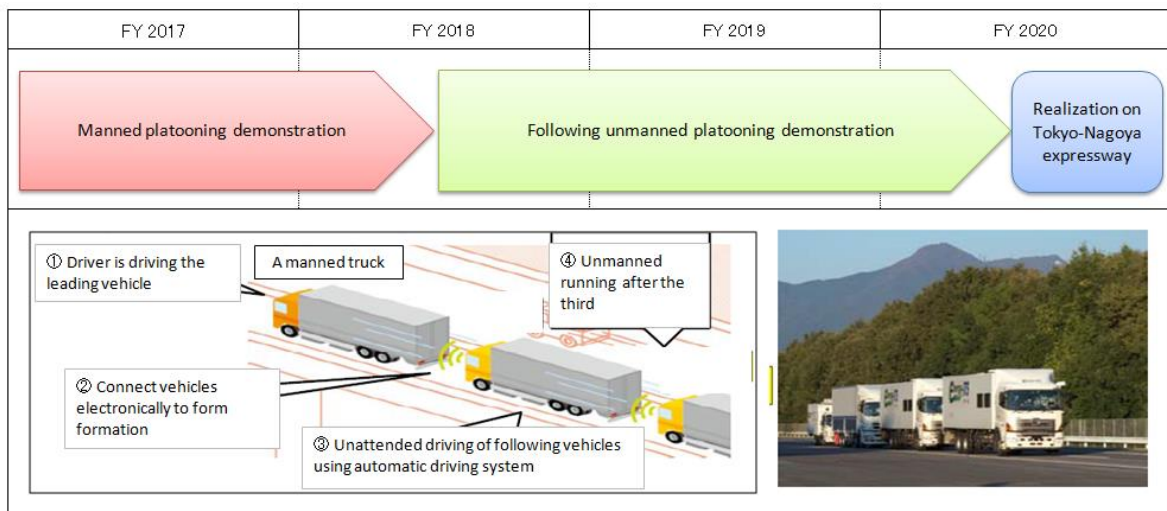 FY 2017
FY 2018
FY 2019
FY 2020
Manned platooning demonstration
Following unmanned platooning demonstration
Realization on
Tokyo-Nagoya
expressway
① Driver is driving the
leading vehicle
A manned truck
④ Unmanned
running after the
third
② Connect vehicles
electronically to form
formation
③ Unattended driving of following vehicles
using automatic driving system